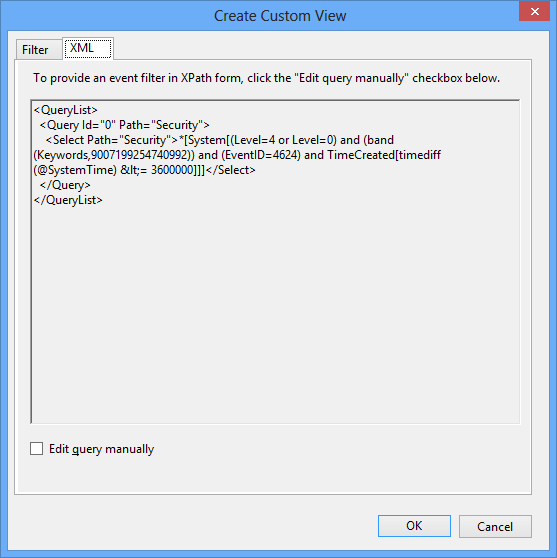 Create Custom View
Filter
XML
To provide an event filter in XPath form, click the "Edit query manually" checkbox below.
<QueryList>
  <Query Id="0" Path="Security">
    <Select Path="Security">*[System[(Level=4 or Level=0) and (band
(Keywords,9007199254740992)) and (EventID=4624) and TimeCreated[timediff
(@SystemTime) &lt;= 3600000]]]</Select>
  </Query>
</QueryList>
Edit query manually
OK
Cancel